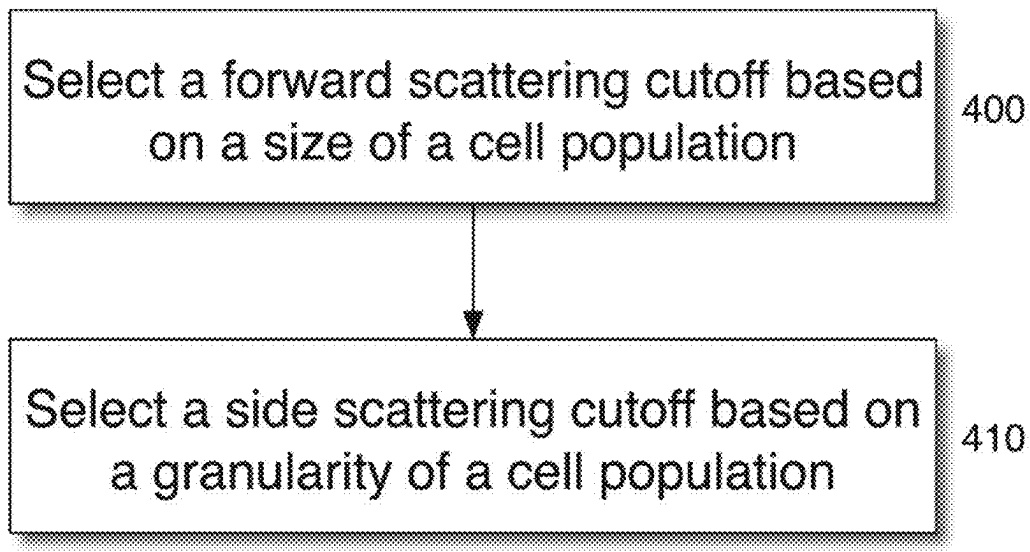 Select a forward scattering cutoff based
on a size of a cell population
400
Select a side scattering cutoff based on
a granularity of a cell population
410